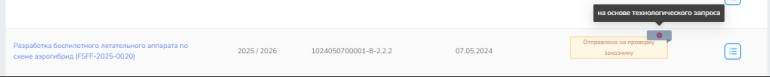 на основе технологического запроса
Разработка беспилотного летательного аппарата по
схеме аэрогибрид (FSFF-2025-0020)
2025 / 2026
1024050700001-8-2.2.2
07.05.2024
Отправлена на проверку
заказчику